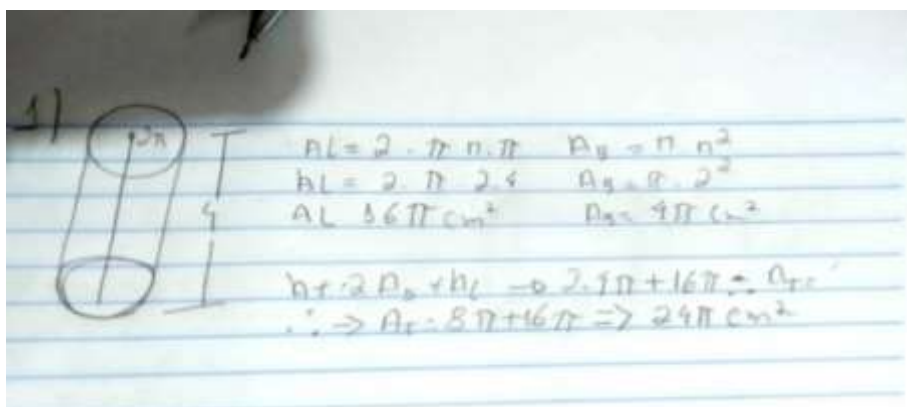 1)
4
AL = 2 . π r . π AB = π r²
AL = 2 . π 2.4 AB = π . 2²
AL 16π cm² AB = 4π cm²
AT = 2AB + AL → 2.4π + 16π ∴ AT =
∴ → AT = 8π + 16π => 24π cm²